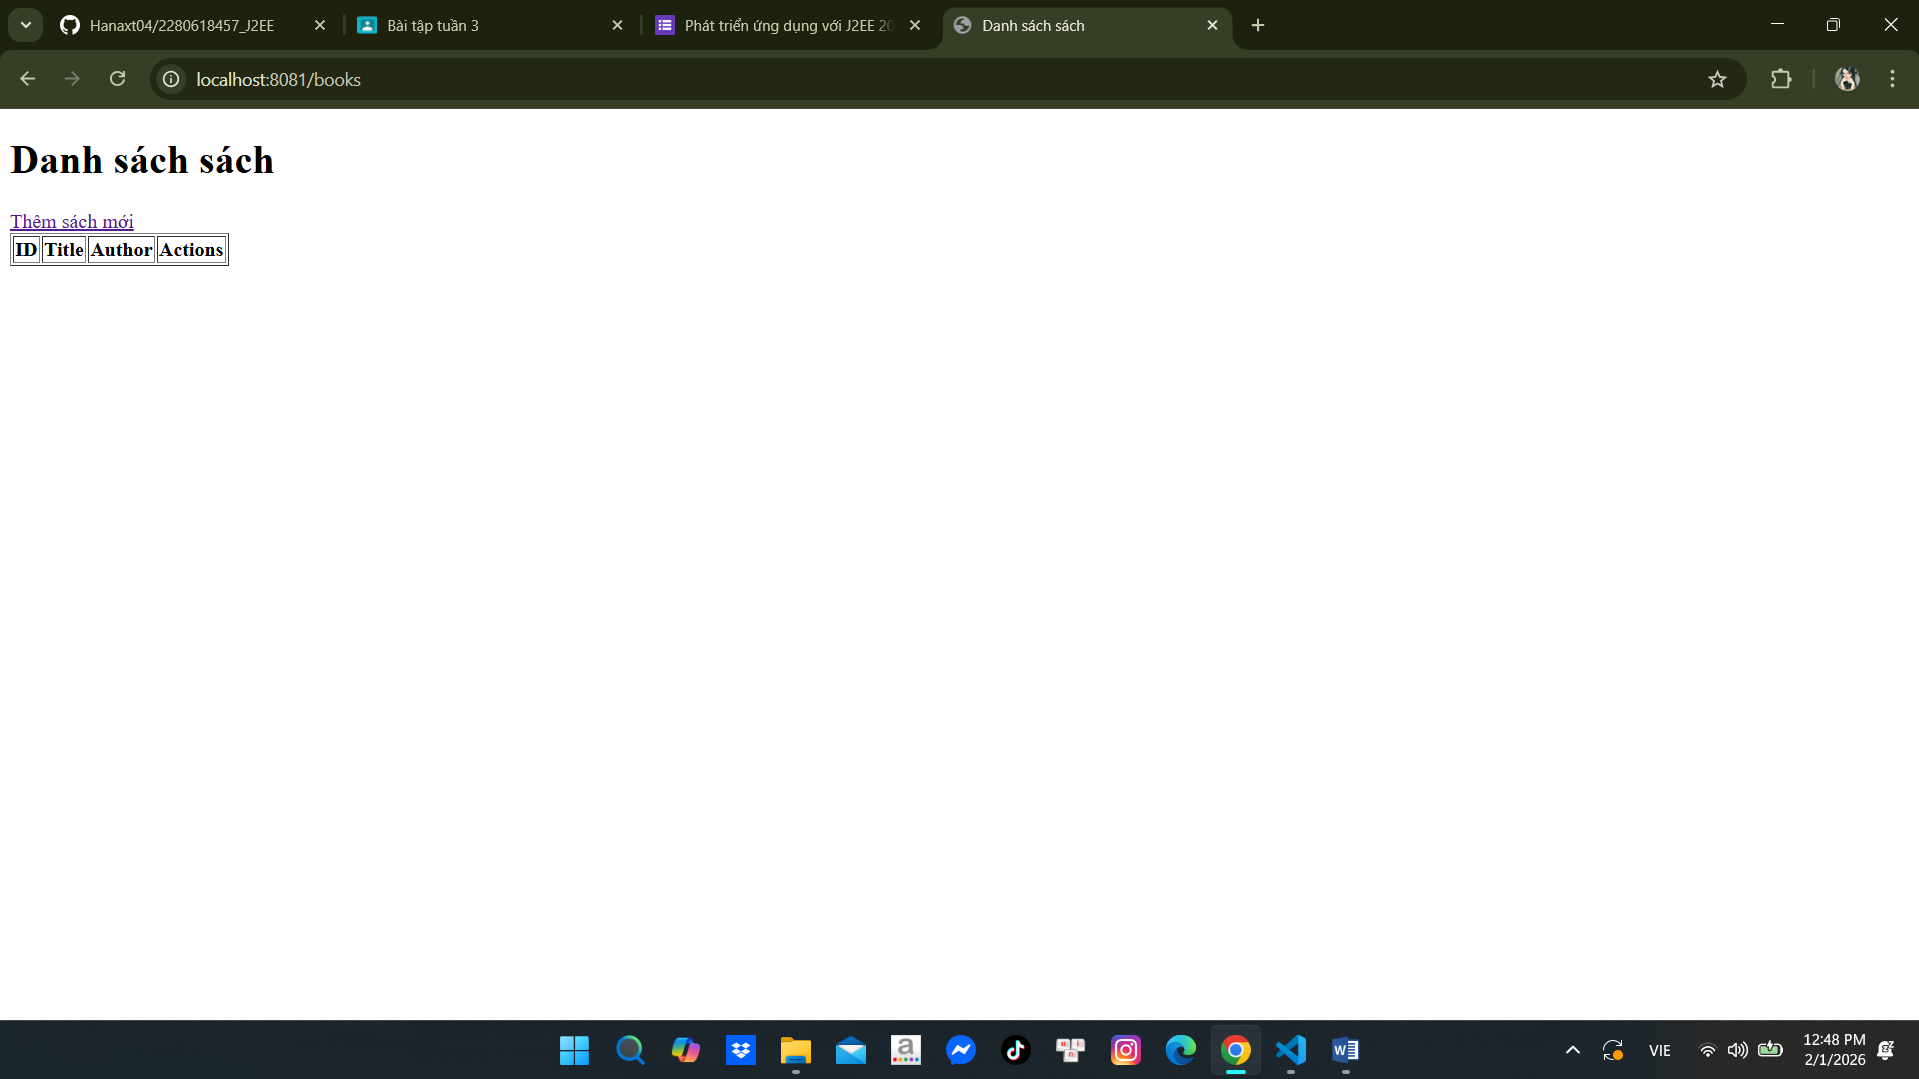 Hanaxt04/2280618457_J2EE
Bài tập tuần 3
Phát triển ứng dụng với J2EE 20
Danh sách sách
localhost:8081/books
Danh sách sách
Thêm sách mới
ID Title Author Actions
VIE
12:48 PM
2/1/2026